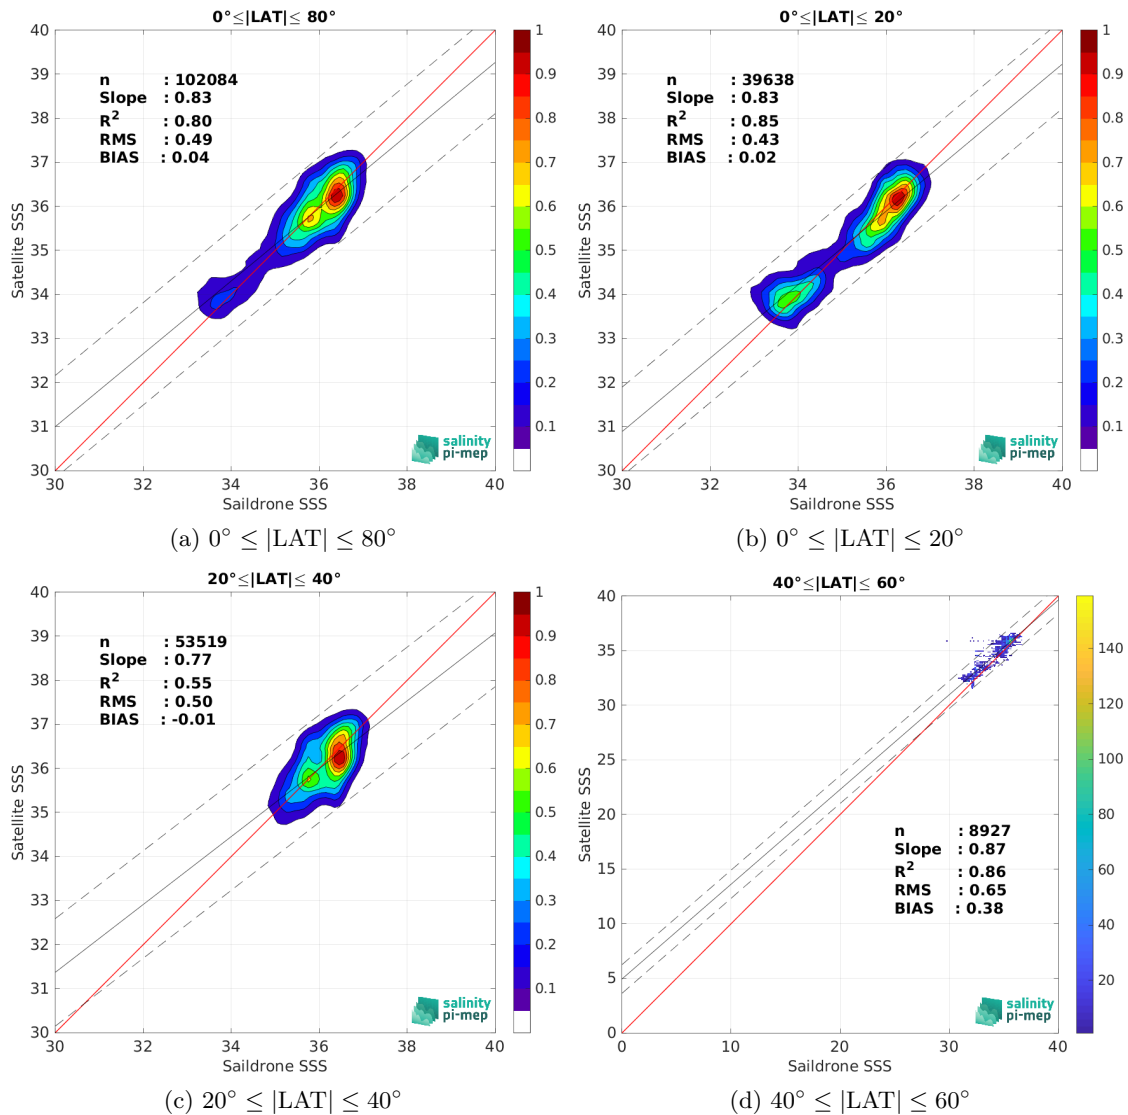 0°≤|LAT|≤ 80°
n : 102084
Slope : 0.83
R² : 0.80
RMS : 0.49
BIAS : 0.04
Satellite SSS
40
39
38
37
36
35
34
33
32
31
30
30 32 34 36 38 40
Saildrone SSS
1
0.9
0.8
0.7
0.6
0.5
0.4
0.3
0.2
0.1
salinity
pi-mep
(a) 0° ≤ |LAT| ≤ 80°
0°≤|LAT|≤ 20°
n : 39638
Slope : 0.83
R² : 0.85
RMS : 0.43
BIAS : 0.02
Satellite SSS
40
39
38
37
36
35
34
33
32
31
30
30 32 34 36 38 40
Saildrone SSS
1
0.9
0.8
0.7
0.6
0.5
0.4
0.3
0.2
0.1
salinity
pi-mep
(b) 0° ≤ |LAT| ≤ 20°
20°≤|LAT|≤ 40°
n : 53519
Slope : 0.77
R² : 0.55
RMS : 0.50
BIAS : -0.01
Satellite SSS
40
39
38
37
36
35
34
33
32
31
30
30 32 34 36 38 40
Saildrone SSS
1
0.9
0.8
0.7
0.6
0.5
0.4
0.3
0.2
0.1
salinity
pi-mep
(c) 20° ≤ |LAT| ≤ 40°
40°≤|LAT|≤ 60°
n : 8927
Slope : 0.87
R² : 0.86
RMS : 0.65
BIAS : 0.38
Satellite SSS
40
35
30
25
20
15
10
5
0
0 10 20 30 40
Saildrone SSS
140
120
100
80
60
40
20
salinity
pi-mep
(d) 40° ≤ |LAT| ≤ 60°